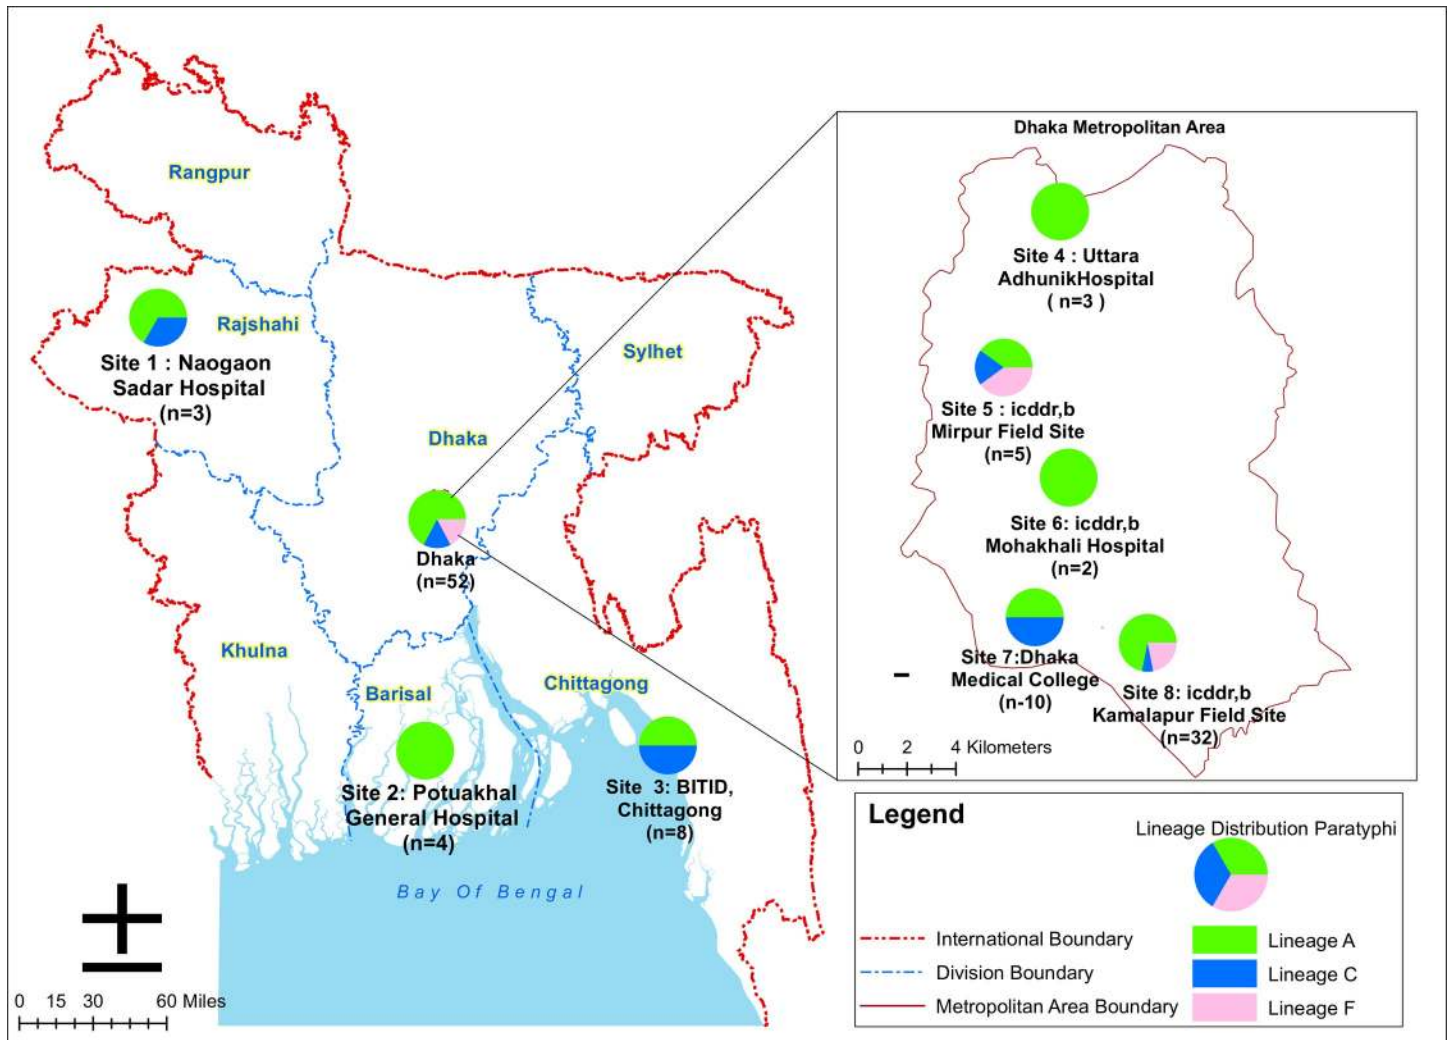 Rangpur
Rajshahi
Site 1 : Naogaon
Sadar Hospital
(n=3)
Sylhet
Dhaka
Dhaka
(n=52)
Khulna
Barisal
Chittagong
Site 2: Potuakhal
General Hospital
(n=4)
Site 3: BITID,
Chittagong
(n=8)
Bay Of Bengal
0 15 30 60 Miles
Dhaka Metropolitan Area
Site 4 : Uttara
AdhunikHospital
( n=3 )
Site 5 : icddr,b
Mirpur Field Site
(n=5)
Site 6: icddr,b
Mohakhali Hospital
(n=2)
Site 7:Dhaka
Medical College
(n-10)
Site 8: icddr,b
Kamalapur Field Site
(n=32)
0 2 4 Kilometers
Legend
Lineage Distribution Paratyphi
International Boundary
Division Boundary
Metropolitan Area Boundary
Lineage A
Lineage C
Lineage F